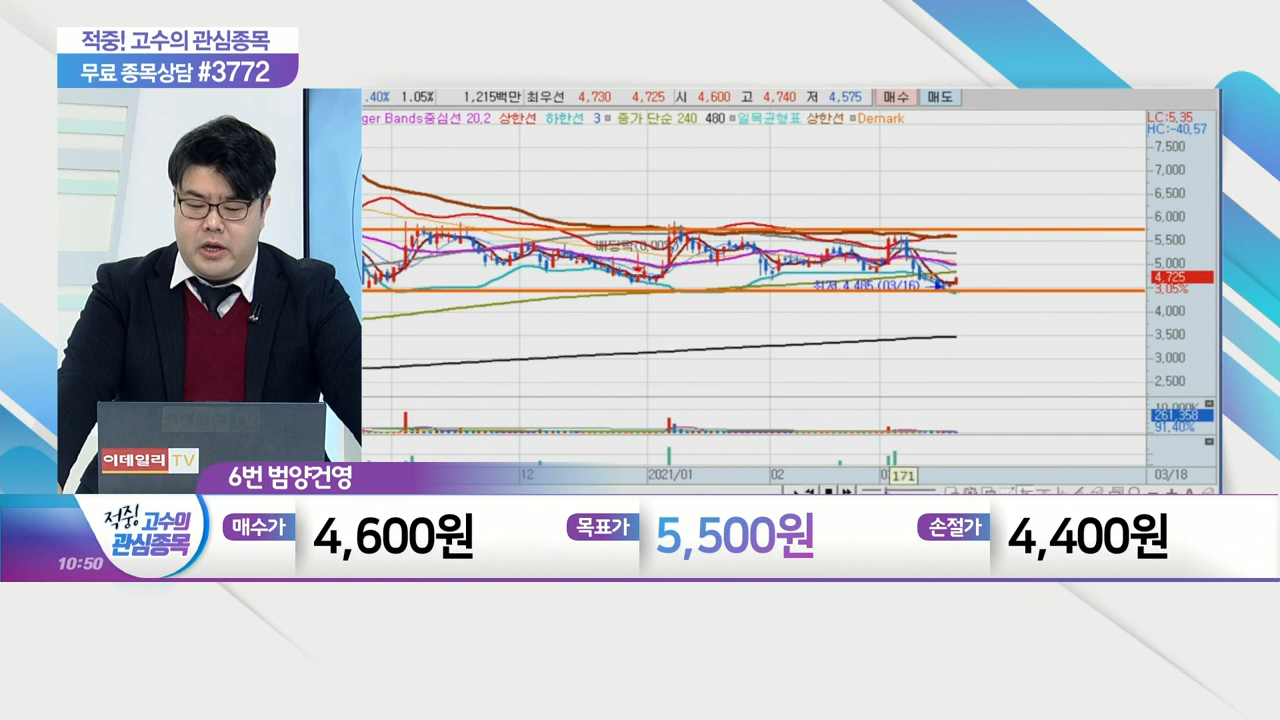 적중! 고수의 관심종목
무료 종목상담 #3772
.40% 1.05% 1,215백만 최우선 4,730 4,725 시 4,600 고 4,740 저 4,575 매수 매도
ger Bands중심선 20,2 상한선 하한선 3 종가 단순 240 480 일목균형표 상한선 Demark
LC:5.35
HC:-40.57
7,500
7,000
6,500
6,000
5,500
5,000
4,725
3.05%
4,000
3,500
3,000
2,500
배당락(0.00%)
최저 4,485 (03/16)
10,000K
261,358
91.40%
12 2021/01 02 171 03/18
이데일리 TV
6번 범양건영
적중! 고수의
관심종목
10:50
매수가 4,600원 목표가 5,500원 손절가 4,400원